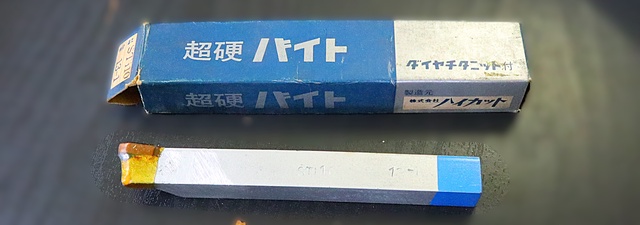 超硬 バイト
ダイヤチタニット付
超硬 バイト
製造元
株式会社 ハイカット